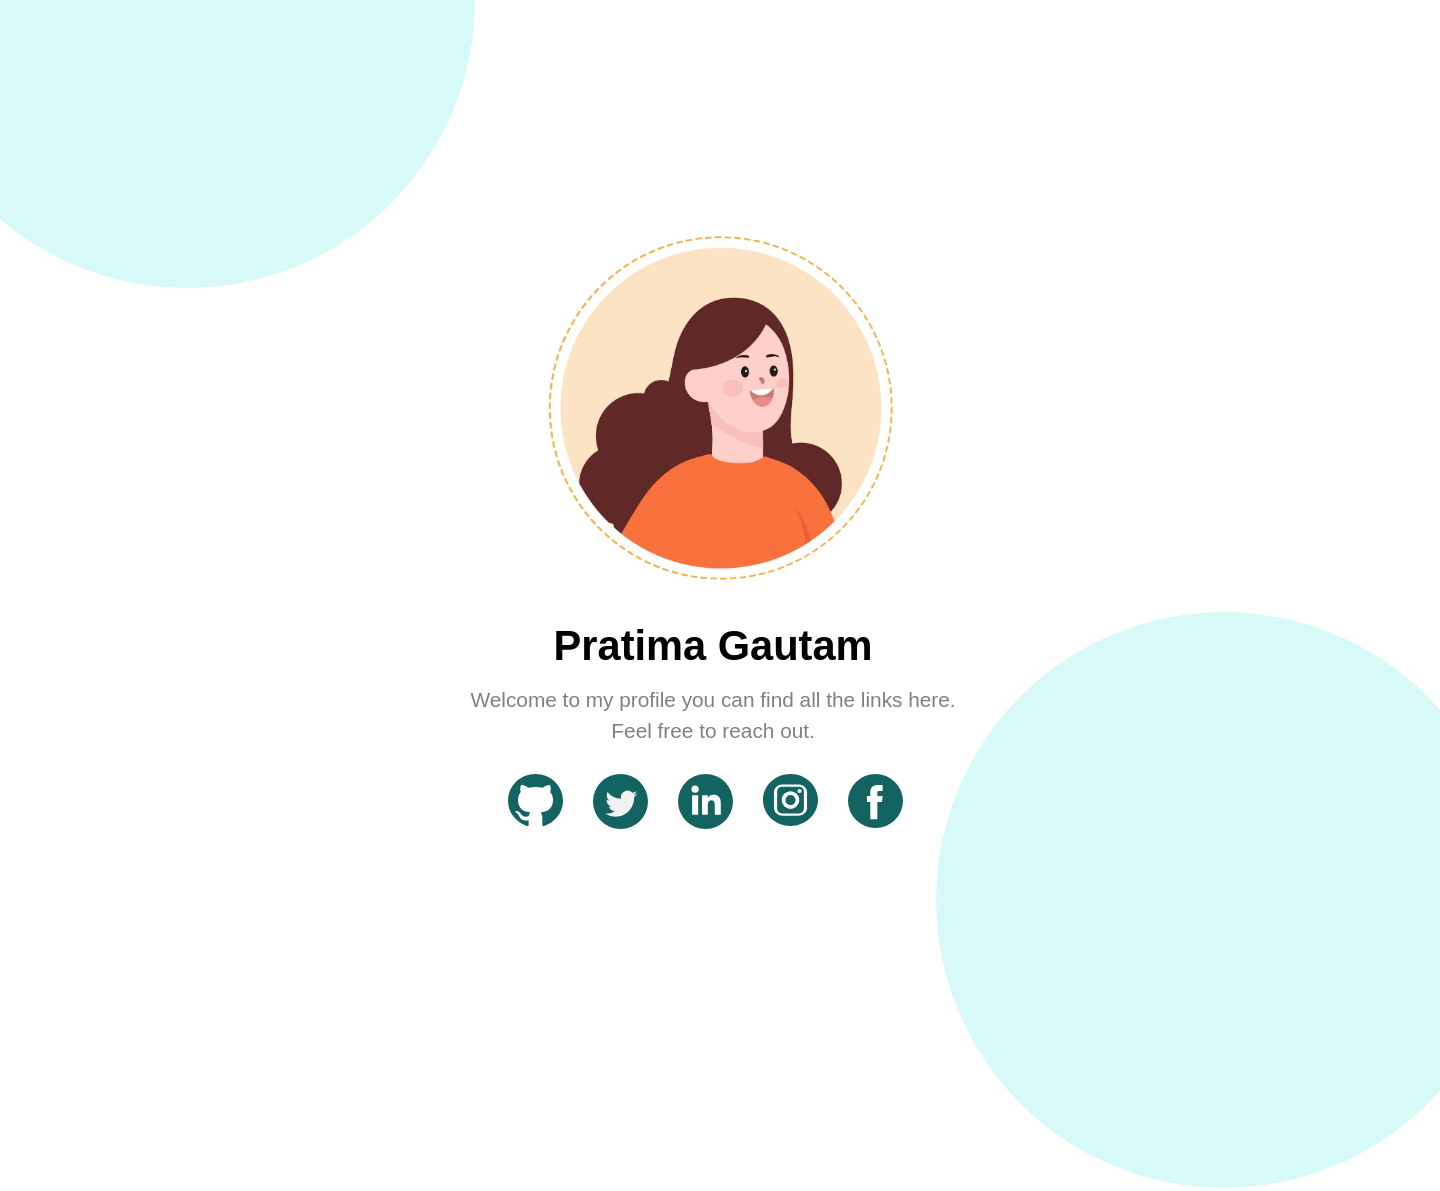 Pratima Gautam
Welcome to my profile you can find all the links here.
Feel free to reach out.